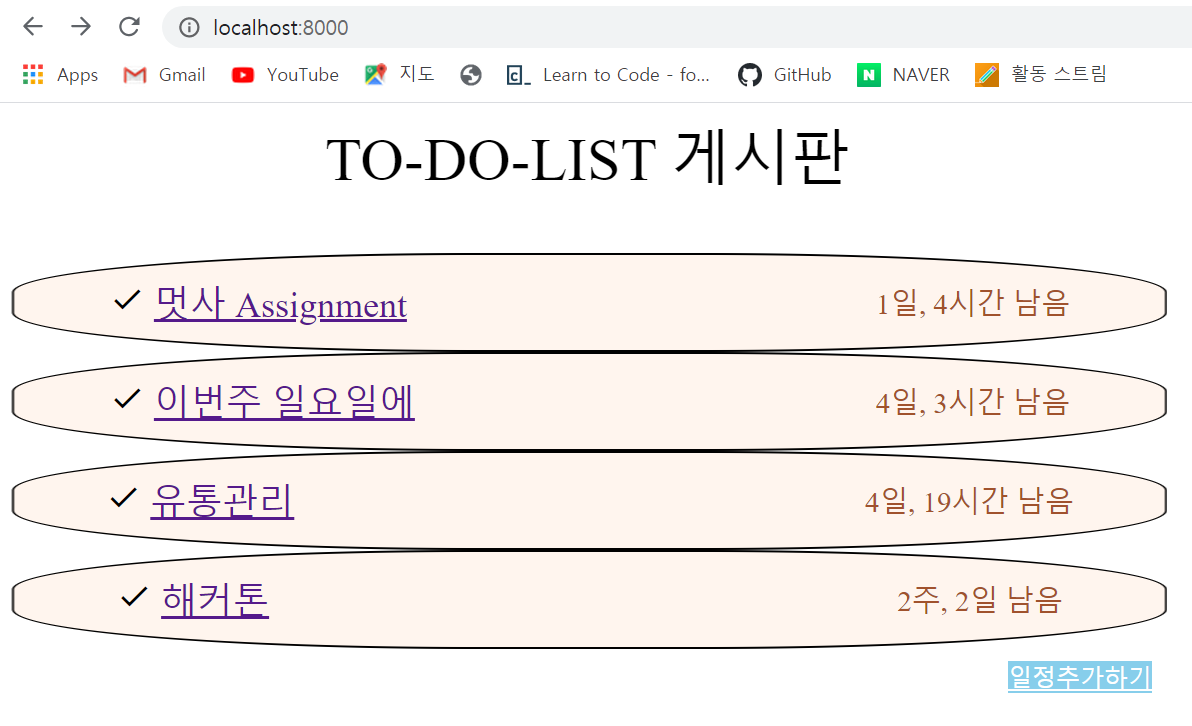 localhost:8000
Apps Gmail YouTube 지도 Learn to Code - fo... GitHub NAVER 활동 스트림
TO-DO-LIST 게시판
멋사 Assignment 1일, 4시간 남음
이번주 일요일에 4일, 3시간 남음
유통관리 4일, 19시간 남음
해커톤 2주, 2일 남음
일정추가하기